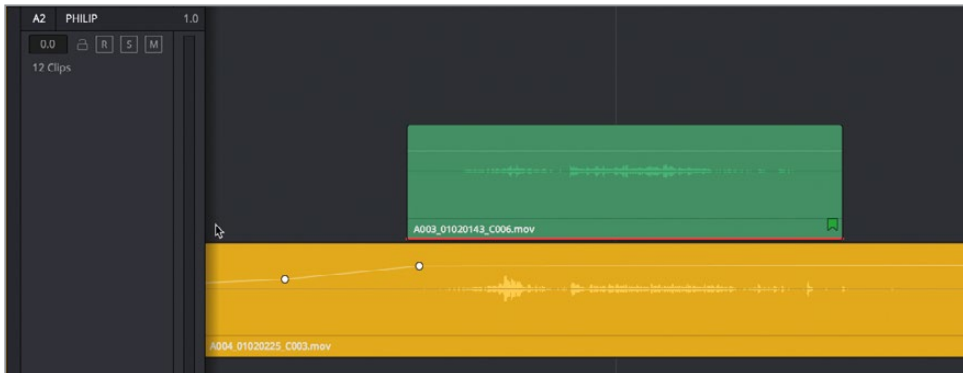 A2 PHILIP 1.0
0.0 R S M
12 Clips
A003_01020143_C006.mov
A004_01020225_C003.mov